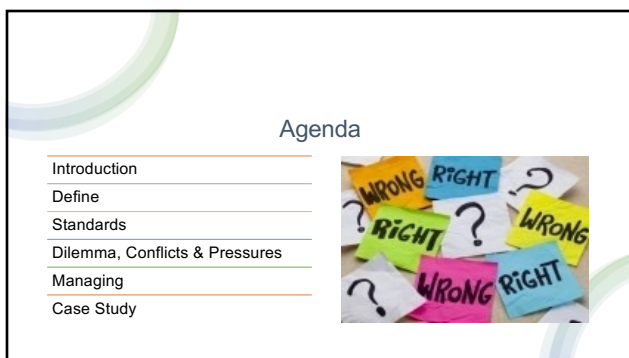 Agenda
Introduction
Define
Standards
Dilemma, Conflicts & Pressures
Managing
Case Study
WRONG
RIGHT
?
?
RIGHT
?
WRONG
?
WRONG
RIGHT